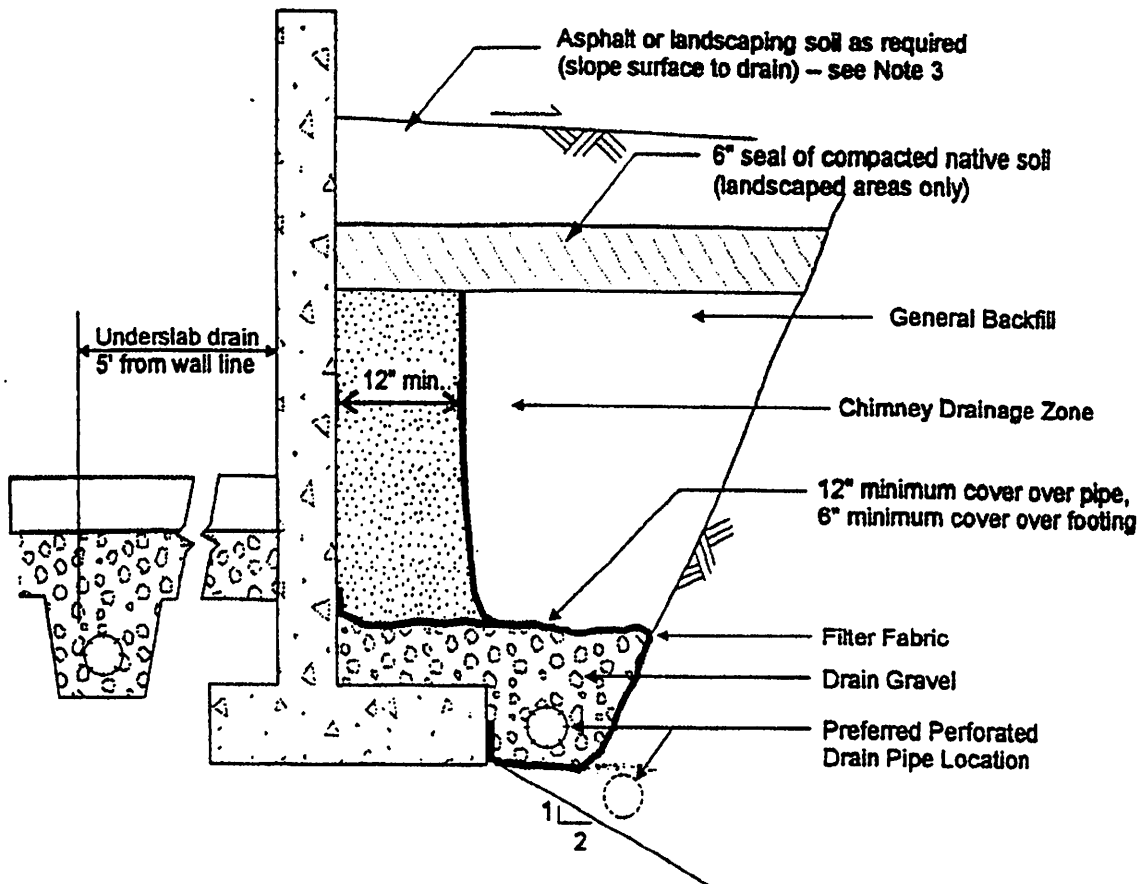 Asphalt or landscaping soil as required
(slope surface to drain) – see Note 3
6" seal of compacted native soil
(landscaped areas only)
General Backfill
Underslab drain
5' from wall line
12" min.
Chimney Drainage Zone
12" minimum cover over pipe,
6" minimum cover over footing
Filter Fabric
Drain Gravel
Preferred Perforated
Drain Pipe Location
1
2